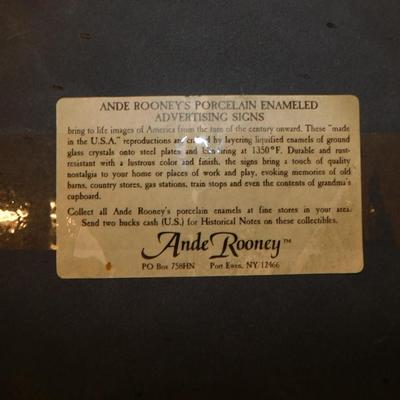 ANDE ROONEY'S PORCELAIN ENAMELED
ADVERTISING SIGNS
bring to life images of America from the turn of the century onward. These "made
in the U.S.A." reproductions are created by layering liquified enamels of ground
glass crystals onto steel plates and firing at 1350°F. Durable and rust-
resistant with a lustrous color and finish, the signs bring a touch of quality
nostalgia to your home or places of work and play, evoking memories of old
barns, country stores, gas stations, train stops and even the contents of grandma's
cupboard.
Collect all Ande Rooney's porcelain enamels at fine stores in your area.
Send two bucks cash (U.S.) for Historical Notes on these collectibles.
Ande Rooney™
PO Box 758HN Port Ewen, NY 12466